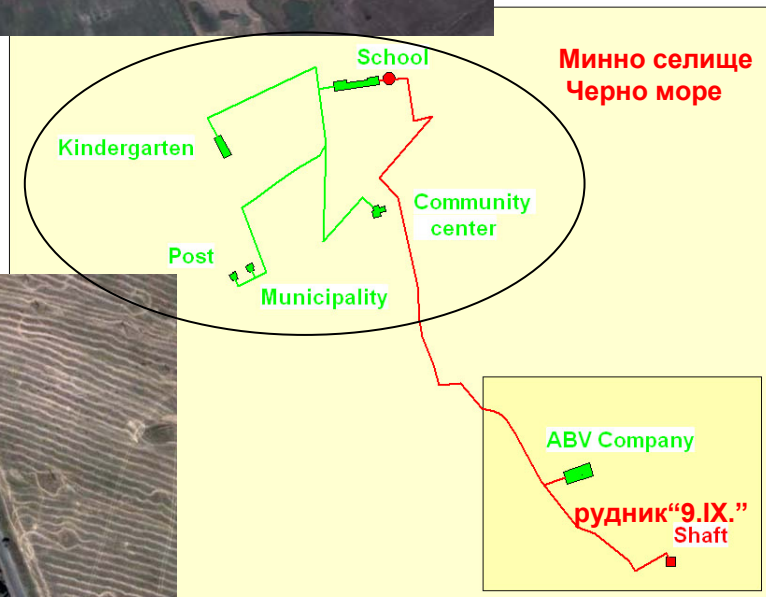 School
Минно селище
Черно море
Kindergarten
Community
center
Post
Municipality
ABV Company
рудник“9.IX.”
Shaft